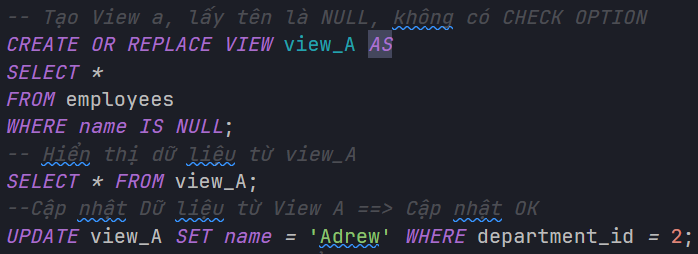 -- Tạo View a, lấy tên là NULL, không có CHECK OPTION
CREATE OR REPLACE VIEW view_A AS
SELECT *
FROM employees
WHERE name IS NULL;
-- Hiển thị dữ liệu từ view_A
SELECT * FROM view_A;
--Cập nhật Dữ liệu từ View A ==> Cập nhật OK
UPDATE view_A SET name = 'Adrew' WHERE department_id = 2;